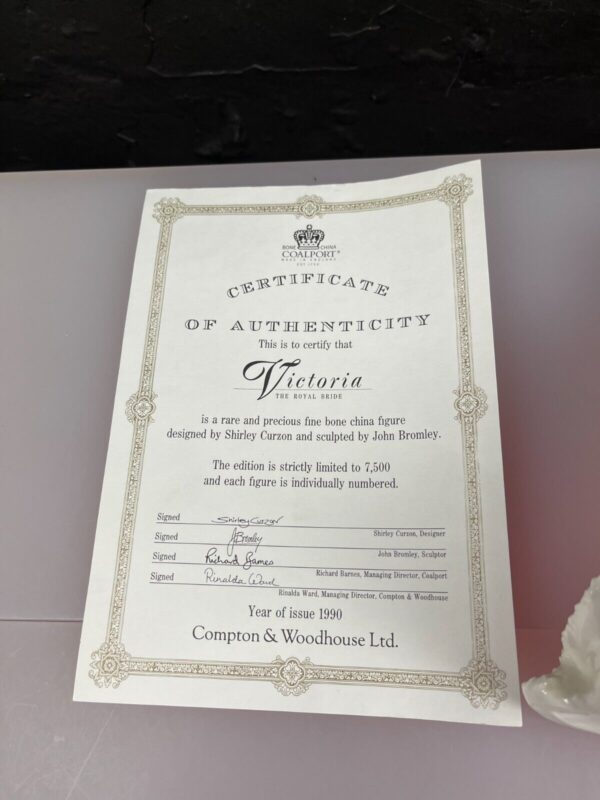 BONE CHINA
COALPORT®
MADE IN ENGLAND
EST. 1750
CERTIFICATE
OF AUTHENTICITY
This is to certify that
Victoria
THE ROYAL BRIDE
is a rare and precious fine bone china figure
designed by Shirley Curzon and sculpted by John Bromley.
The edition is strictly limited to 7,500
and each figure is individually numbered.
Signed Shirley Curzon
Shirley Curzon, Designer
Signed JBromley
John Bromley, Sculptor
Signed Richard Barnes
Richard Barnes, Managing Director, Coalport
Signed Rinalda Ward
Rinalda Ward, Managing Director, Compton & Woodhouse
Year of issue 1990
Compton & Woodhouse Ltd.